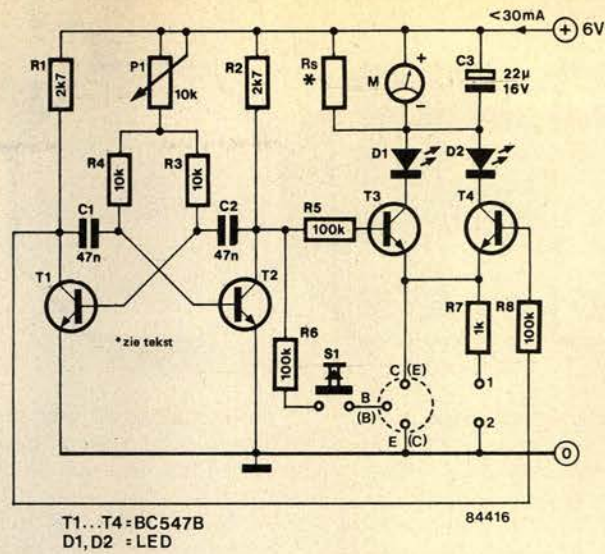 <30mA
+ 6V
R1
2k7
P1
10k
R2
2k7
Rs
*
M
+
−
C3
22µ
16V
R4
10k
R3
10k
D1
D2
C1
47n
C2
47n
R5
100k
T3
T4
T1
T2
*zie tekst
R6
100k
S1
R7
1k
R8
100k
C (E)
B
(B)
E (C)
1
2
0
84416
T1...T4=BC547B
D1,D2 = LED